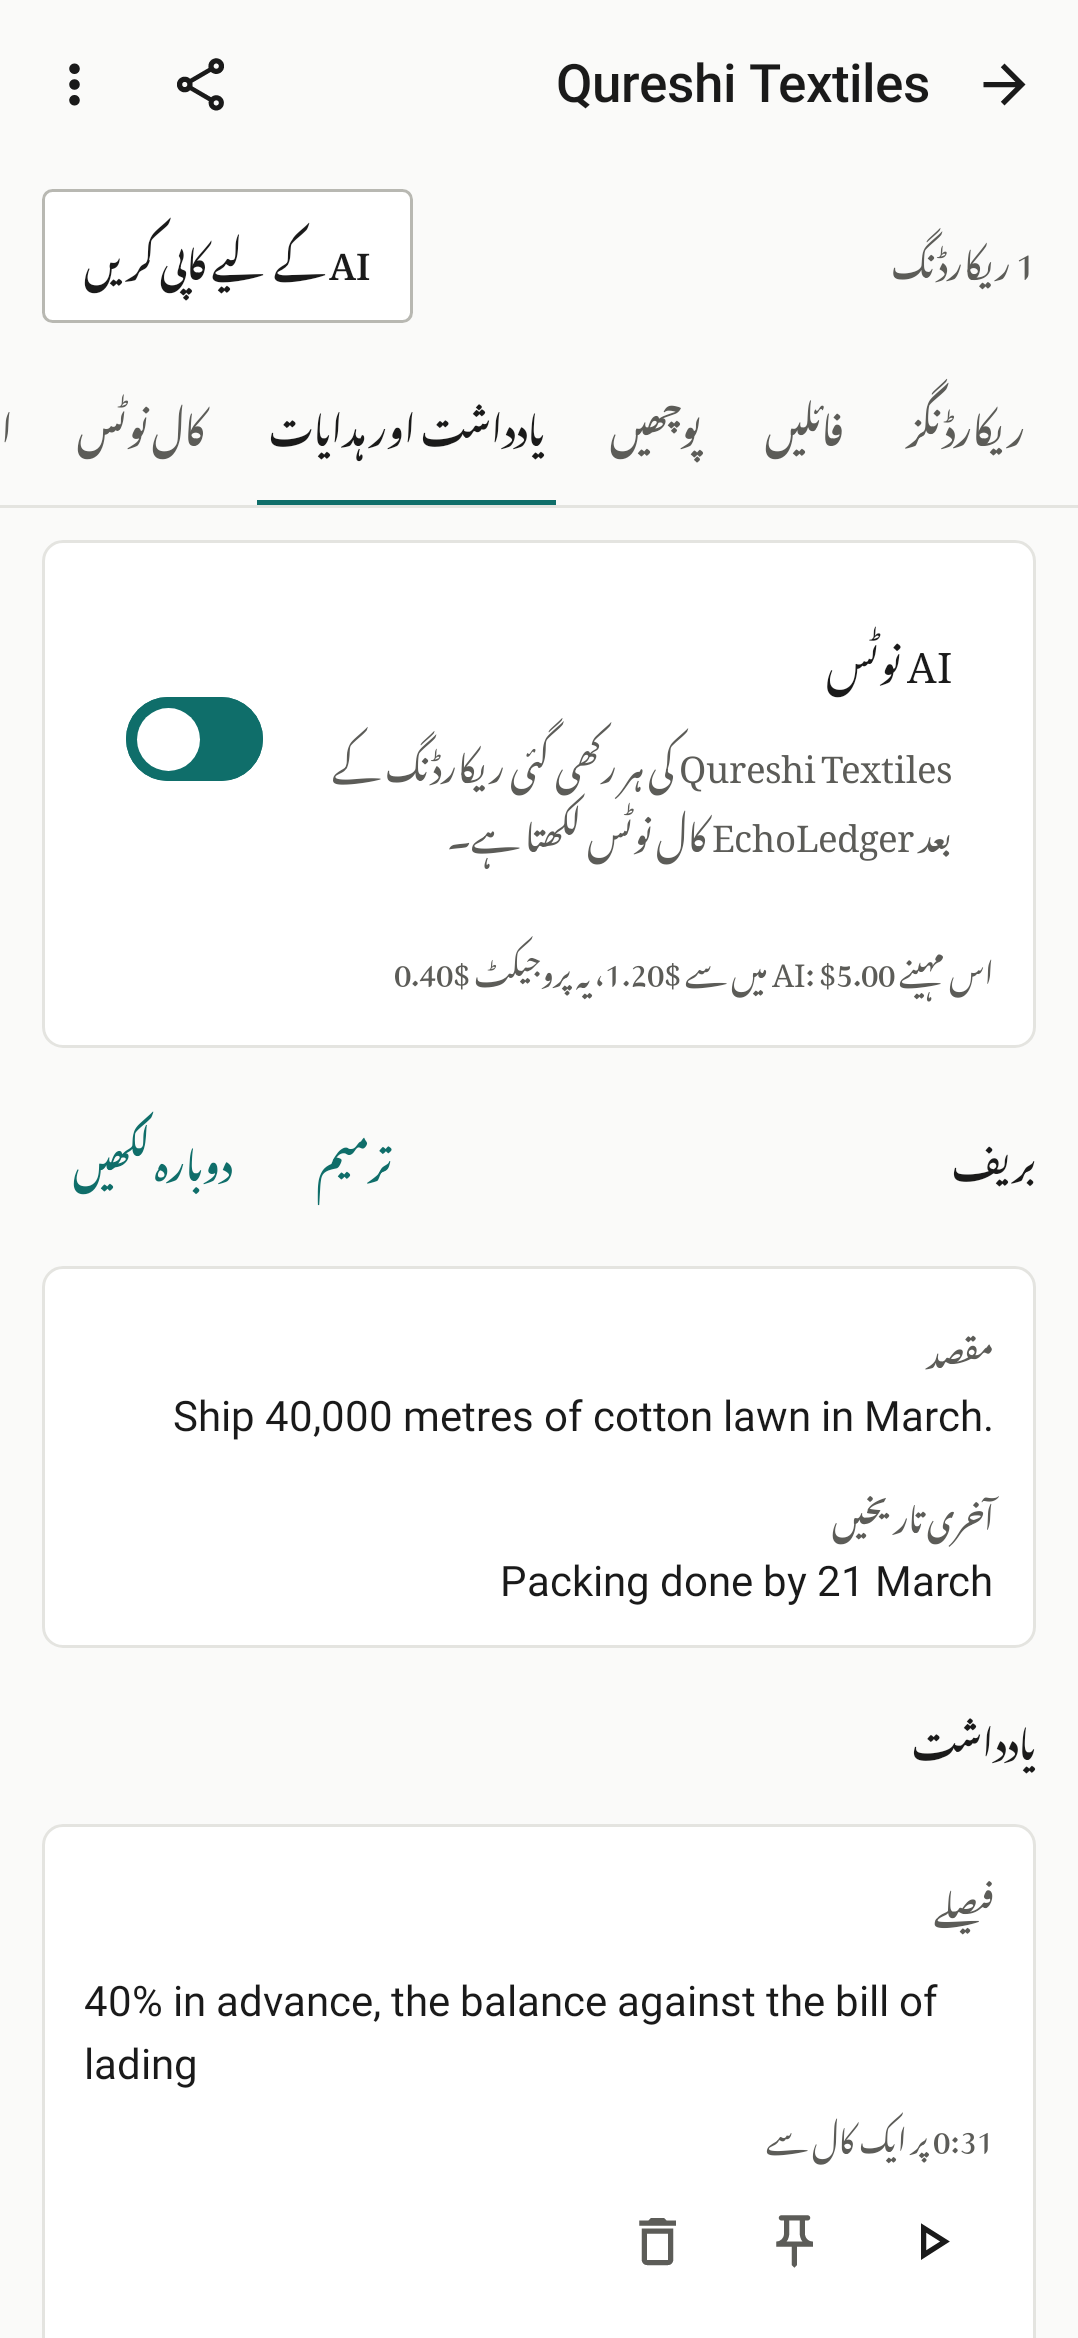 Qureshi Textiles
1 ریکارڈنگ
AI کے لیے کاپی کریں
ریکارڈنگز
فائلیں
پوچھیں
یادداشت اور ہدایات
کال نوٹس
ا
AI نوٹس
Qureshi Textiles کی ہر رکھی گئی ریکارڈنگ کے
بعد EchoLedger کال نوٹس لکھتا ہے۔
اس مہینے AI: $5.00 میں سے $1.20، یہ پروجیکٹ $0.40
بریف
ترمیم
دوبارہ لکھیں
مقصد
Ship 40,000 metres of cotton lawn in March.
آخری تاریخیں
Packing done by 21 March
یادداشت
فیصلے
40% in advance, the balance against the bill of
lading
0:31 پر ایک کال سے